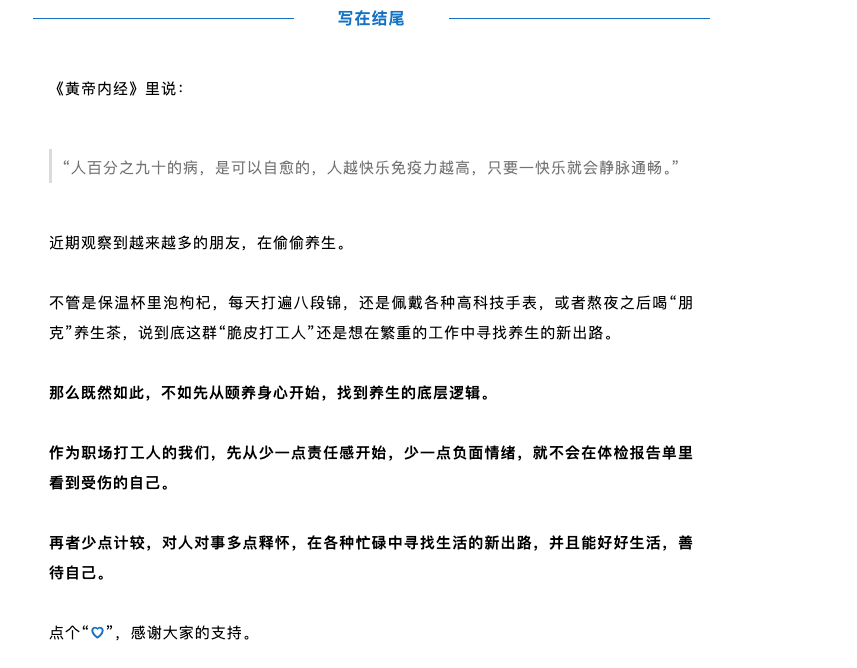 写在结尾
《黄帝内经》里说：
“人百分之九十的病，是可以自愈的，人越快乐免疫力越高，只要一快乐就会静脉通畅。”
近期观察到越来越多的朋友，在偷偷养生。
不管是保温杯里泡枸杞，每天打遍八段锦，还是佩戴各种高科技手表，或者熬夜之后喝“朋
克”养生茶，说到底这群“脆皮打工人”还是想在繁重的工作中寻找养生的新出路。
那么既然如此，不如先从颐养身心开始，找到养生的底层逻辑。
作为职场打工人的我们，先从少一点责任感开始，少一点负面情绪，就不会在体检报告单里
看到受伤的自己。
再者少点计较，对人对事多点释怀，在各种忙碌中寻找生活的新出路，并且能好好生活，善
待自己。
点个“♡”，感谢大家的支持。